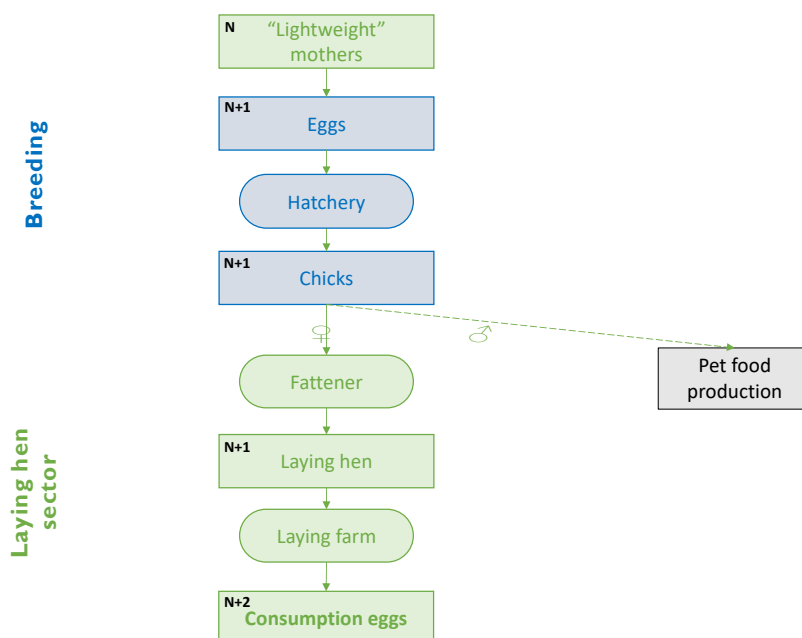 N
“Lightweight”
mothers
Breeding
N+1
Eggs
Hatchery
N+1
Chicks
♀
♂
Pet food
production
Fattener
Laying hen
sector
N+1
Laying hen
Laying farm
N+2
Consumption eggs